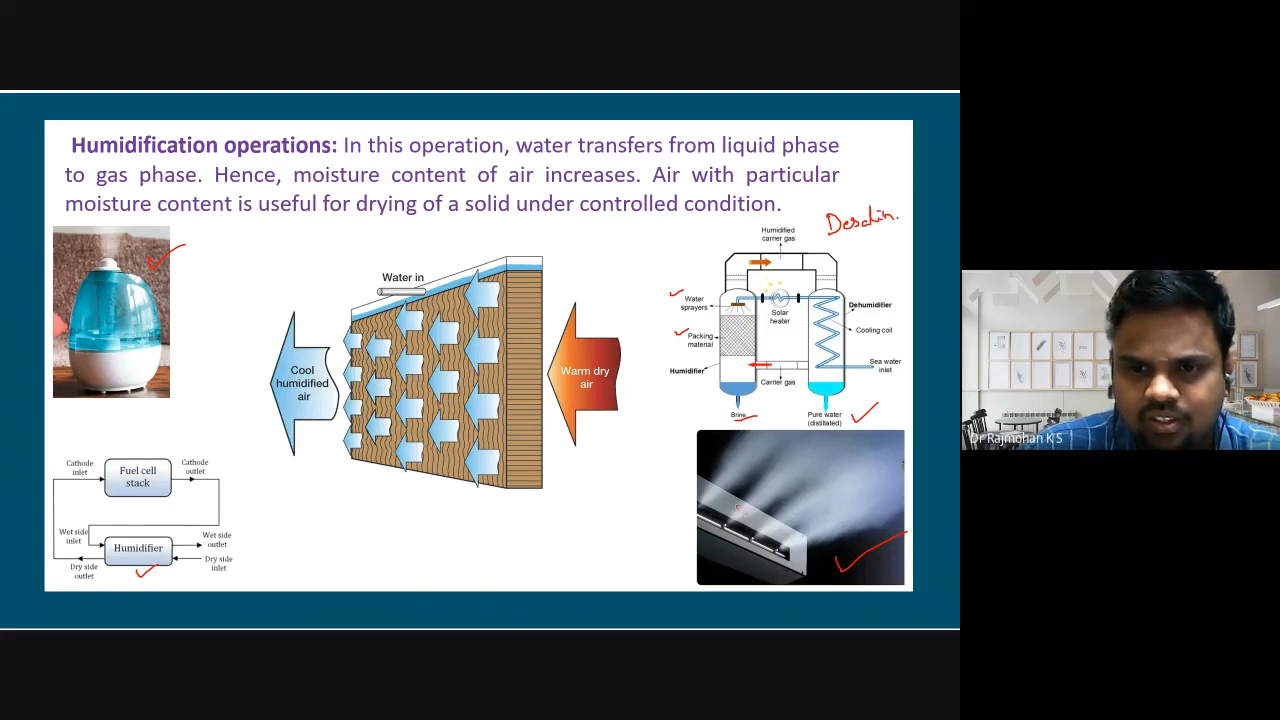 Humidification operations: In this operation, water transfers from liquid phase
to gas phase. Hence, moisture content of air increases. Air with particular
moisture content is useful for drying of a solid under controlled condition.
Desalin.
Humidified
carrier gas
Water in
Water
sprayers
Solar
heater
Dehumidifier
Packing
material
Cooling coil
Humidifier
Carrier gas
Sea water
inlet
Brine
Pure water
(distillated)
Cool
humidified
air
Warm dry
air
Cathode
inlet
Fuel cell
stack
Cathode
outlet
Wet side
inlet
Humidifier
Wet side
outlet
Dry side
outlet
Dry side
inlet
Dr Rajmohan K S